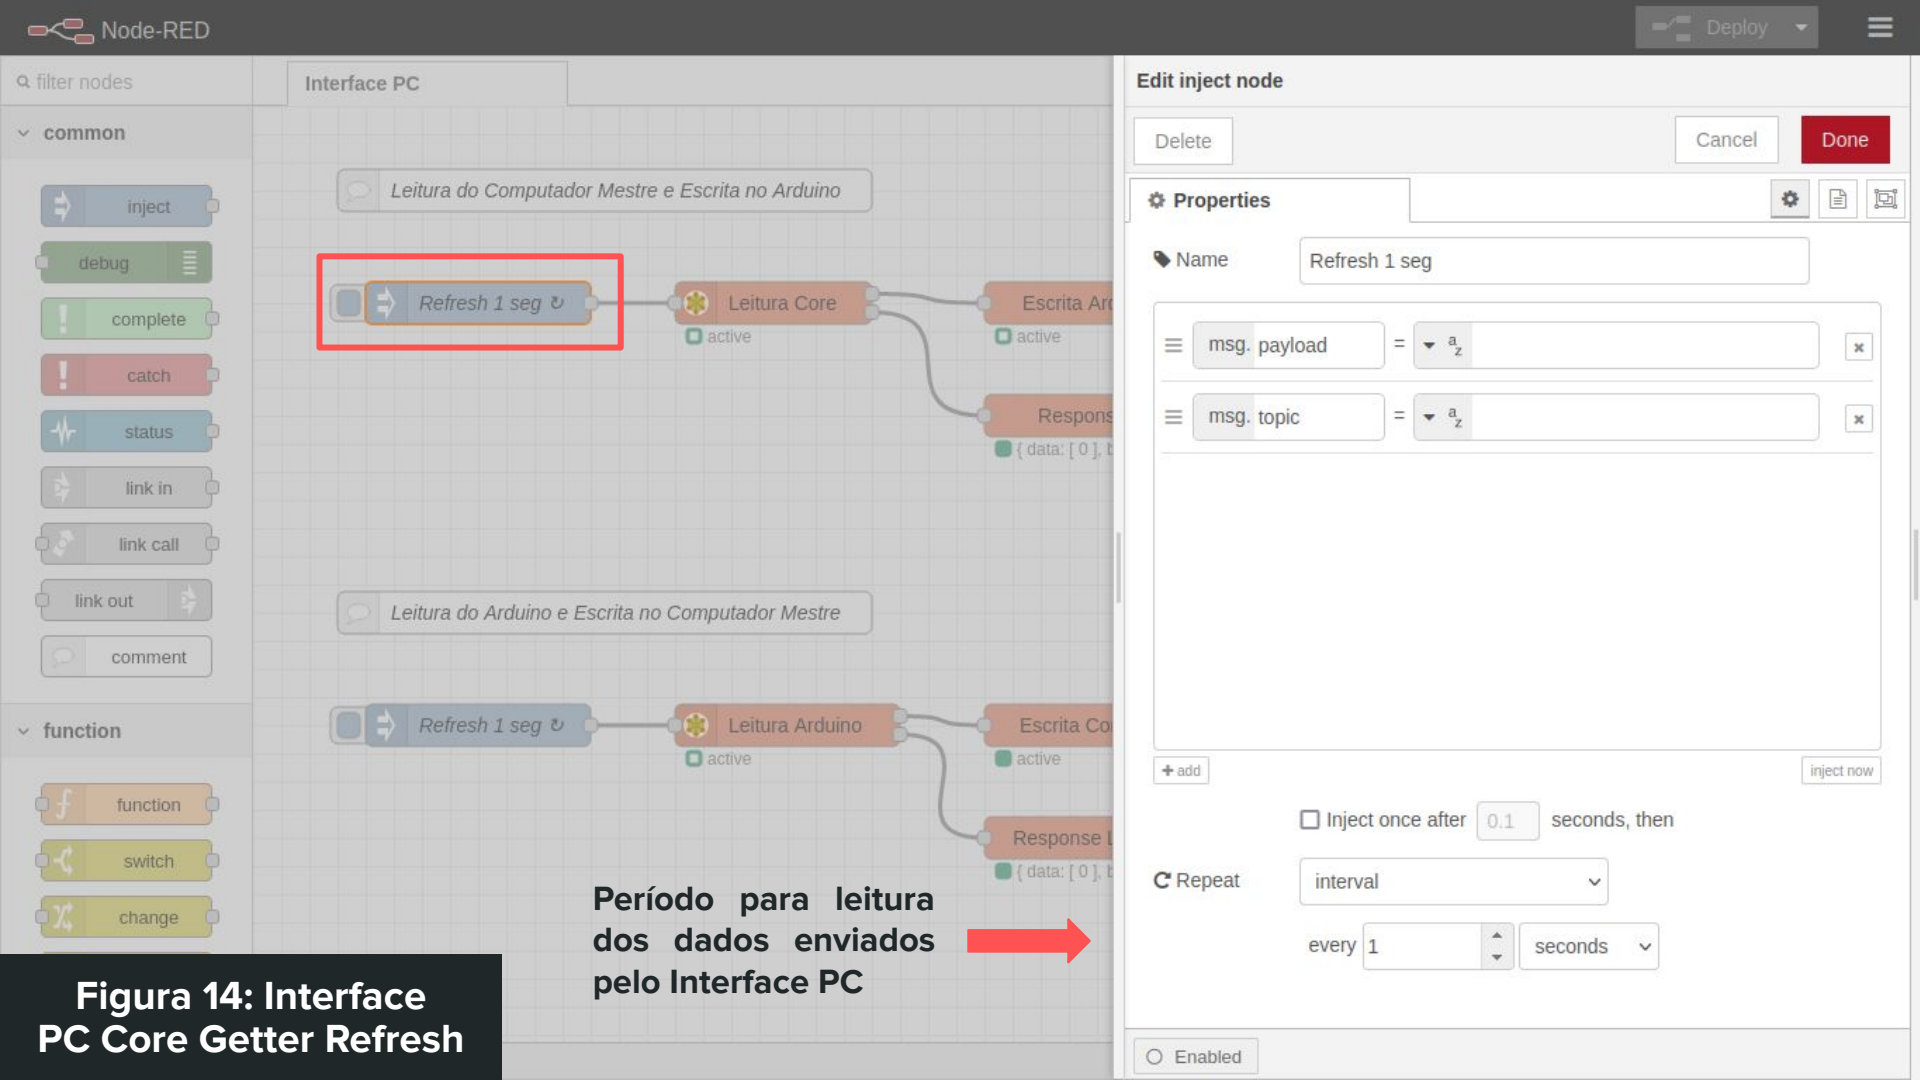 Node-RED
Deploy
filter nodes
Interface PC
common
inject
debug
complete
catch
status
link in
link call
link out
comment
function
function
switch
change
Leitura do Computador Mestre e Escrita no Arduino
Refresh 1 seg ↻
Leitura Core
active
Escrita
active
{ data: [ 0 ],
Leitura do Arduino e Escrita no Computador Mestre
Refresh 1 seg ↻
Leitura Arduino
active
Escrita
active
Response
{ data: [ 0 ],
Período para leitura
dos dados enviados
pelo Interface PC
Figura 14: Interface
PC Core Getter Refresh
Edit inject node
Delete
Cancel
Done
Properties
Name
Refresh 1 seg
msg. payload = a z
msg. topic = a z
add
inject now
Inject once after 0.1 seconds, then
Repeat
interval
every 1 seconds
Enabled